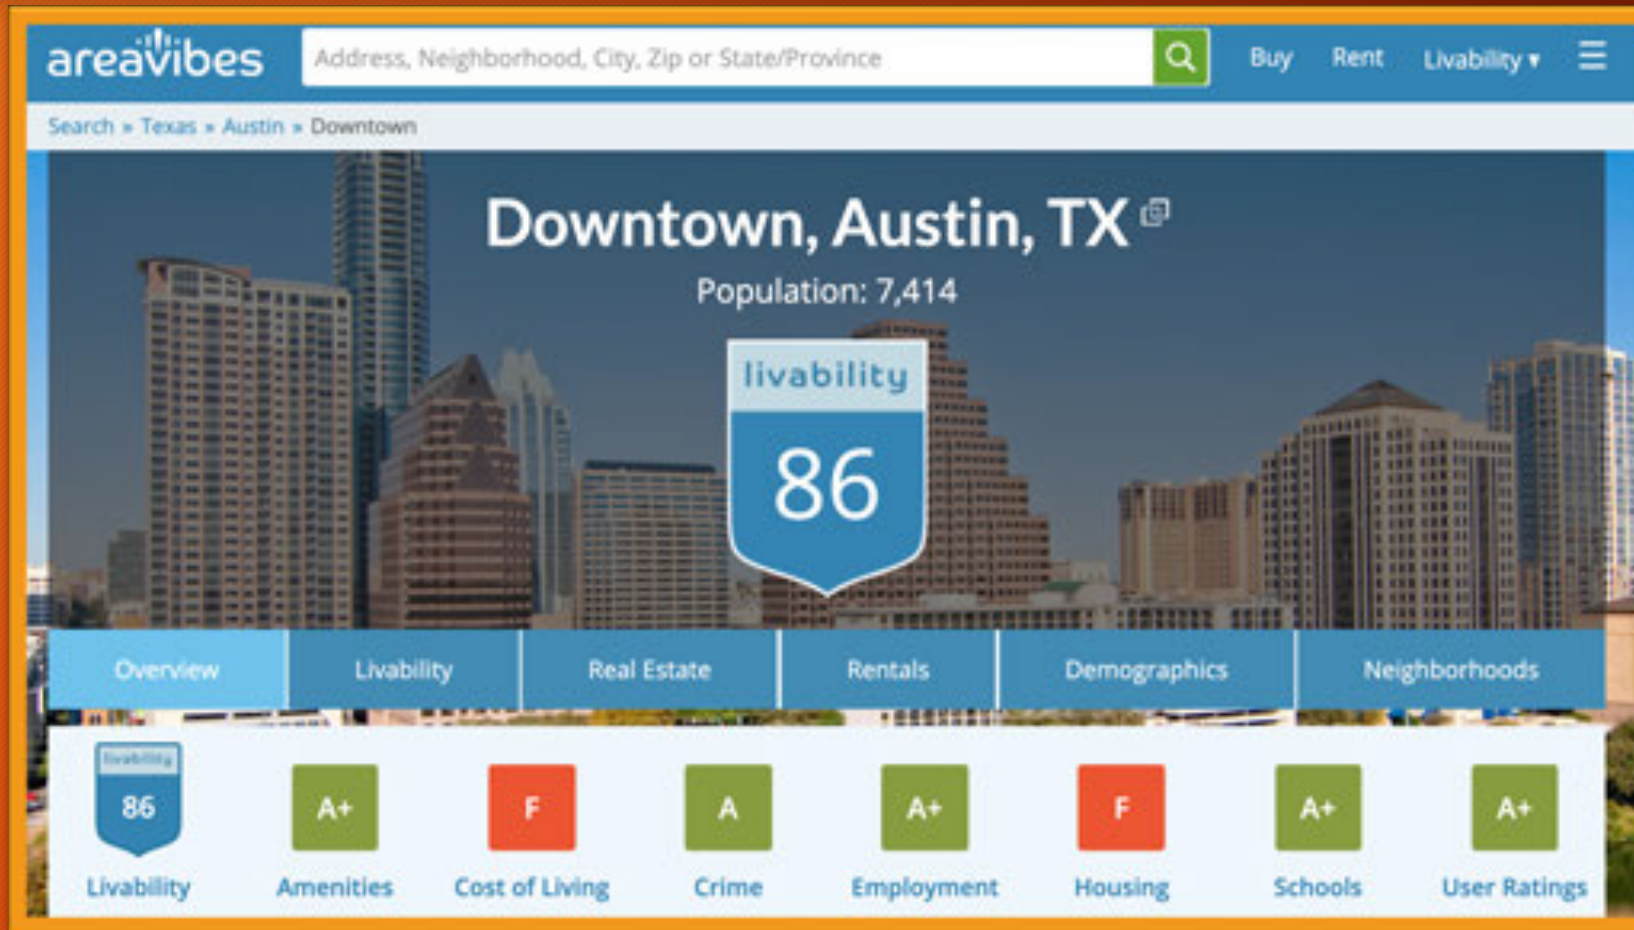 areavibes
Address, Neighborhood, City, Zip or State/Province
Buy Rent Livability ▾
Search » Texas » Austin » Downtown
Downtown, Austin, TX
Population: 7,414
livability
86
Overview Livability Real Estate Rentals Demographics Neighborhoods
livability
86 A+ F A A+ F A+ A+
Livability Amenities Cost of Living Crime Employment Housing Schools User Ratings